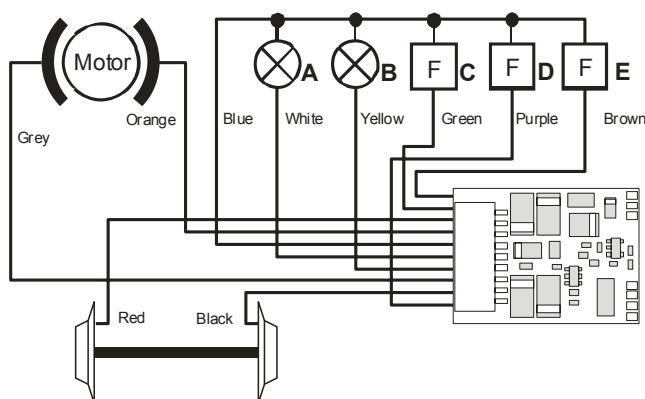 Motor
A
B
F
C
F
D
F
E
Grey
Orange
Blue
White
Yellow
Green
Purple
Brown
Red
Black